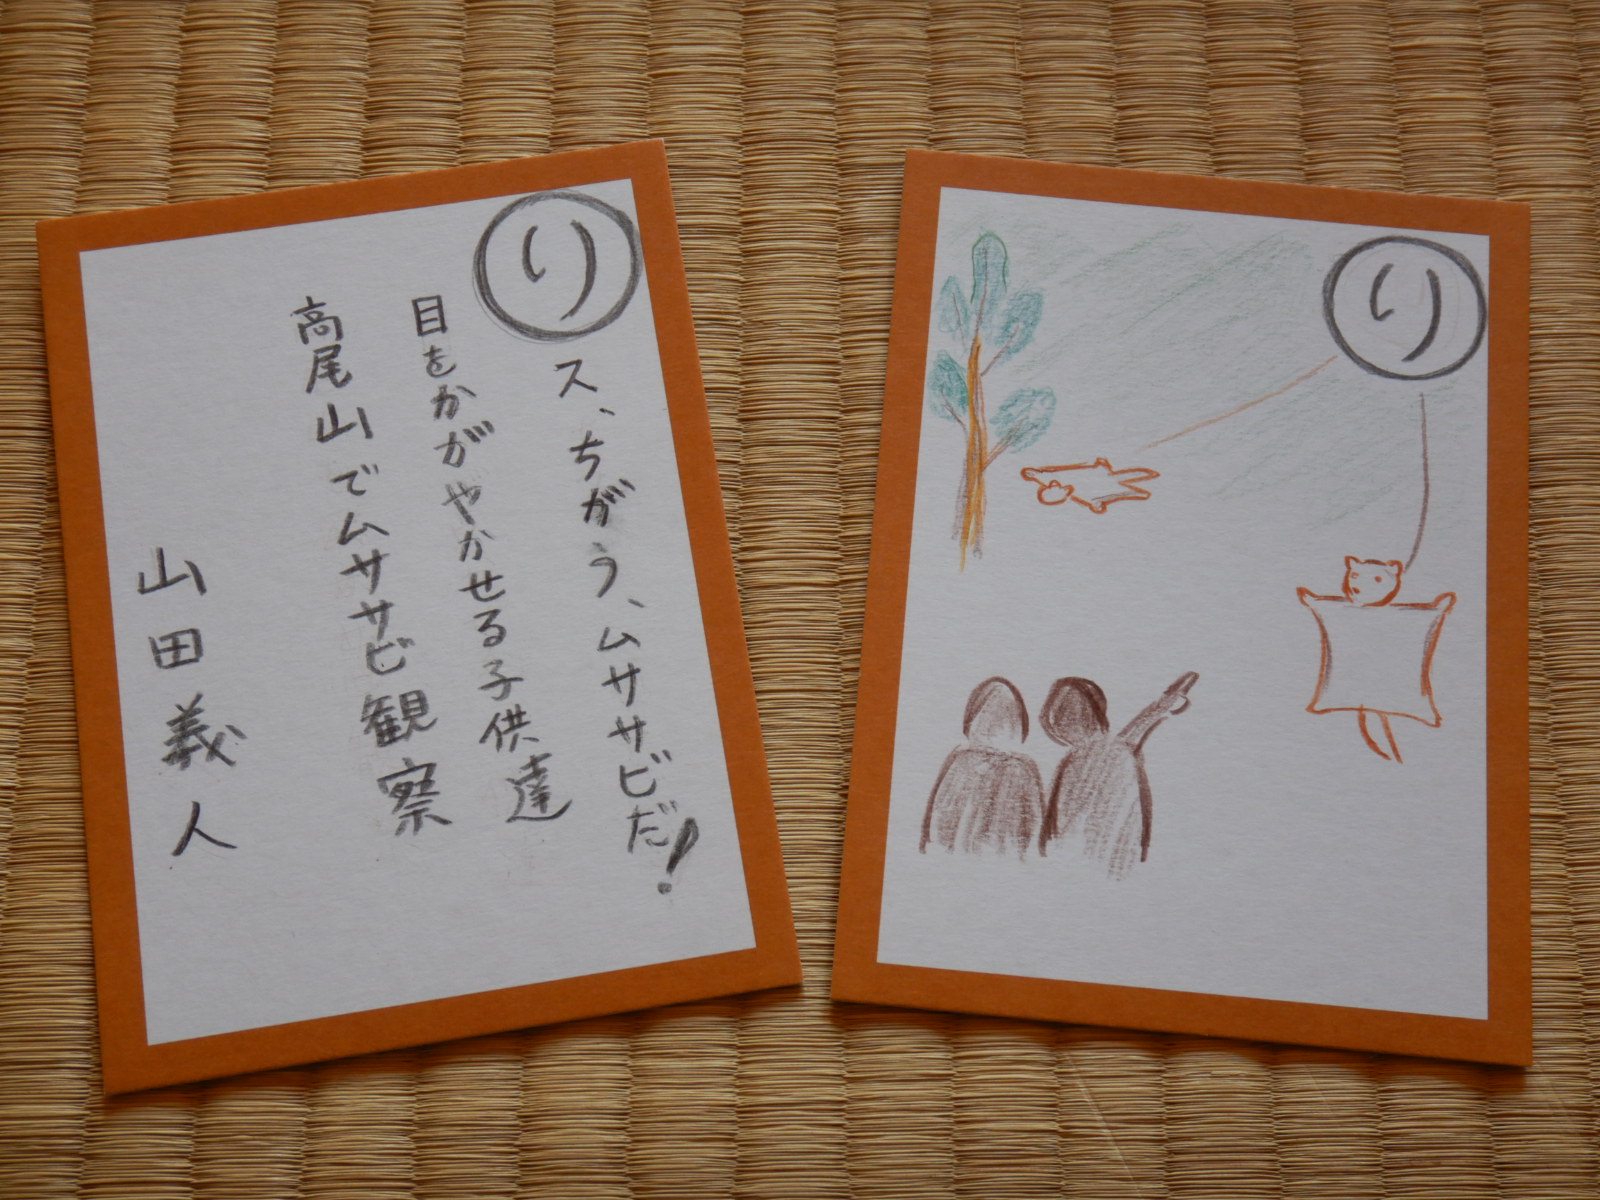 り
ス、ちがう、ムササビだ!
目をかがやかせる子供達
高尾山でムササビ観察
山田義人
り